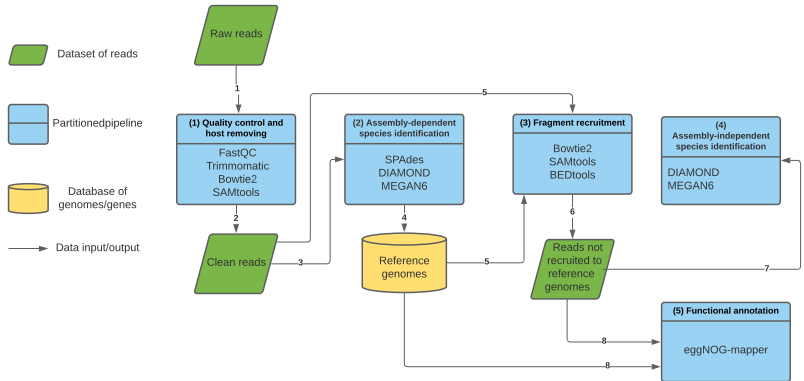 Raw reads
Dataset of reads
1
5
(1) Quality control and
host removing
FastQC
Trimmomatic
Bowtie2
SAMtools
(2) Assembly-dependent
species identification
SPAdes
DIAMOND
MEGAN6
(3) Fragment recruitment
Bowtie2
SAMtools
BEDtools
(4)
Assembly-independent
species identification
DIAMOND
MEGAN6
Partitionedpipeline
Database of
genomes/genes
Data input/output
2
4
6
Clean reads
3
Reference
genomes
5
Reads not
recruited to
reference
genomes
7
(5) Functional annotation
eggNOG-mapper
8
8